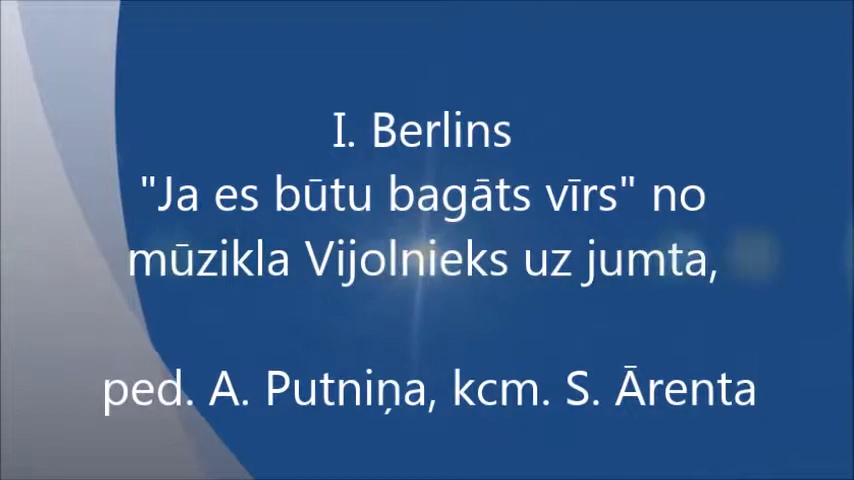 I. Berlins
"Ja es būtu bagāts vīrs" no
mūzikla Vijolnieks uz jumta,
ped. A. Putniņa, kcm. S. Ārenta